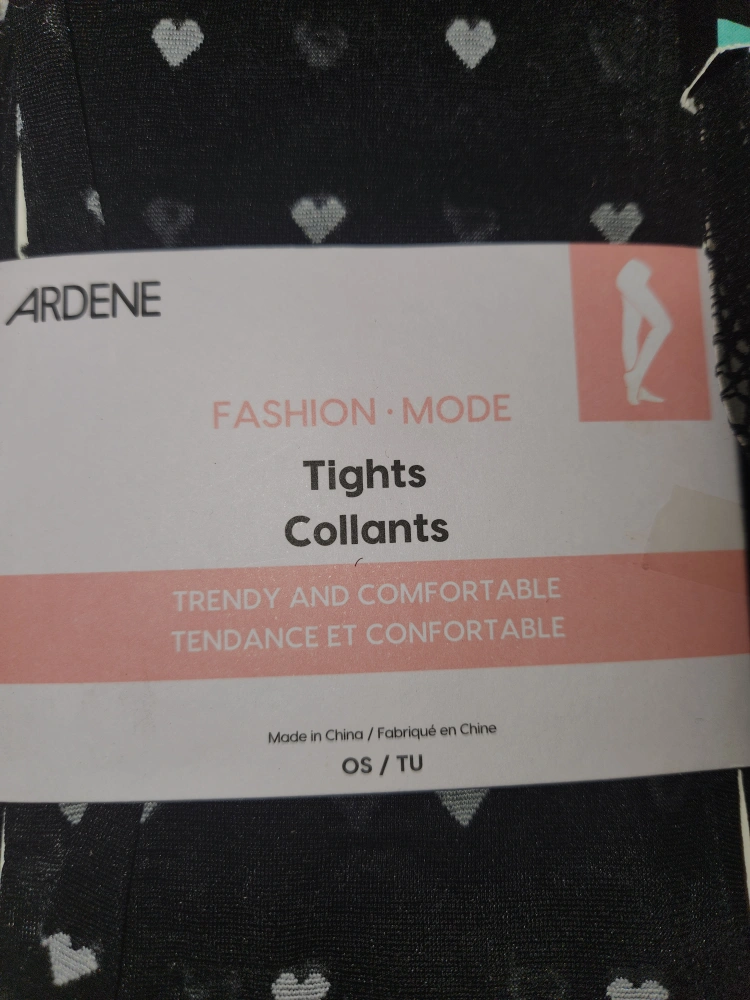 ARDENE
FASHION · MODE
Tights
Collants
TRENDY AND COMFORTABLE
TENDANCE ET CONFORTABLE
Made in China / Fabriqué en Chine
OS / TU